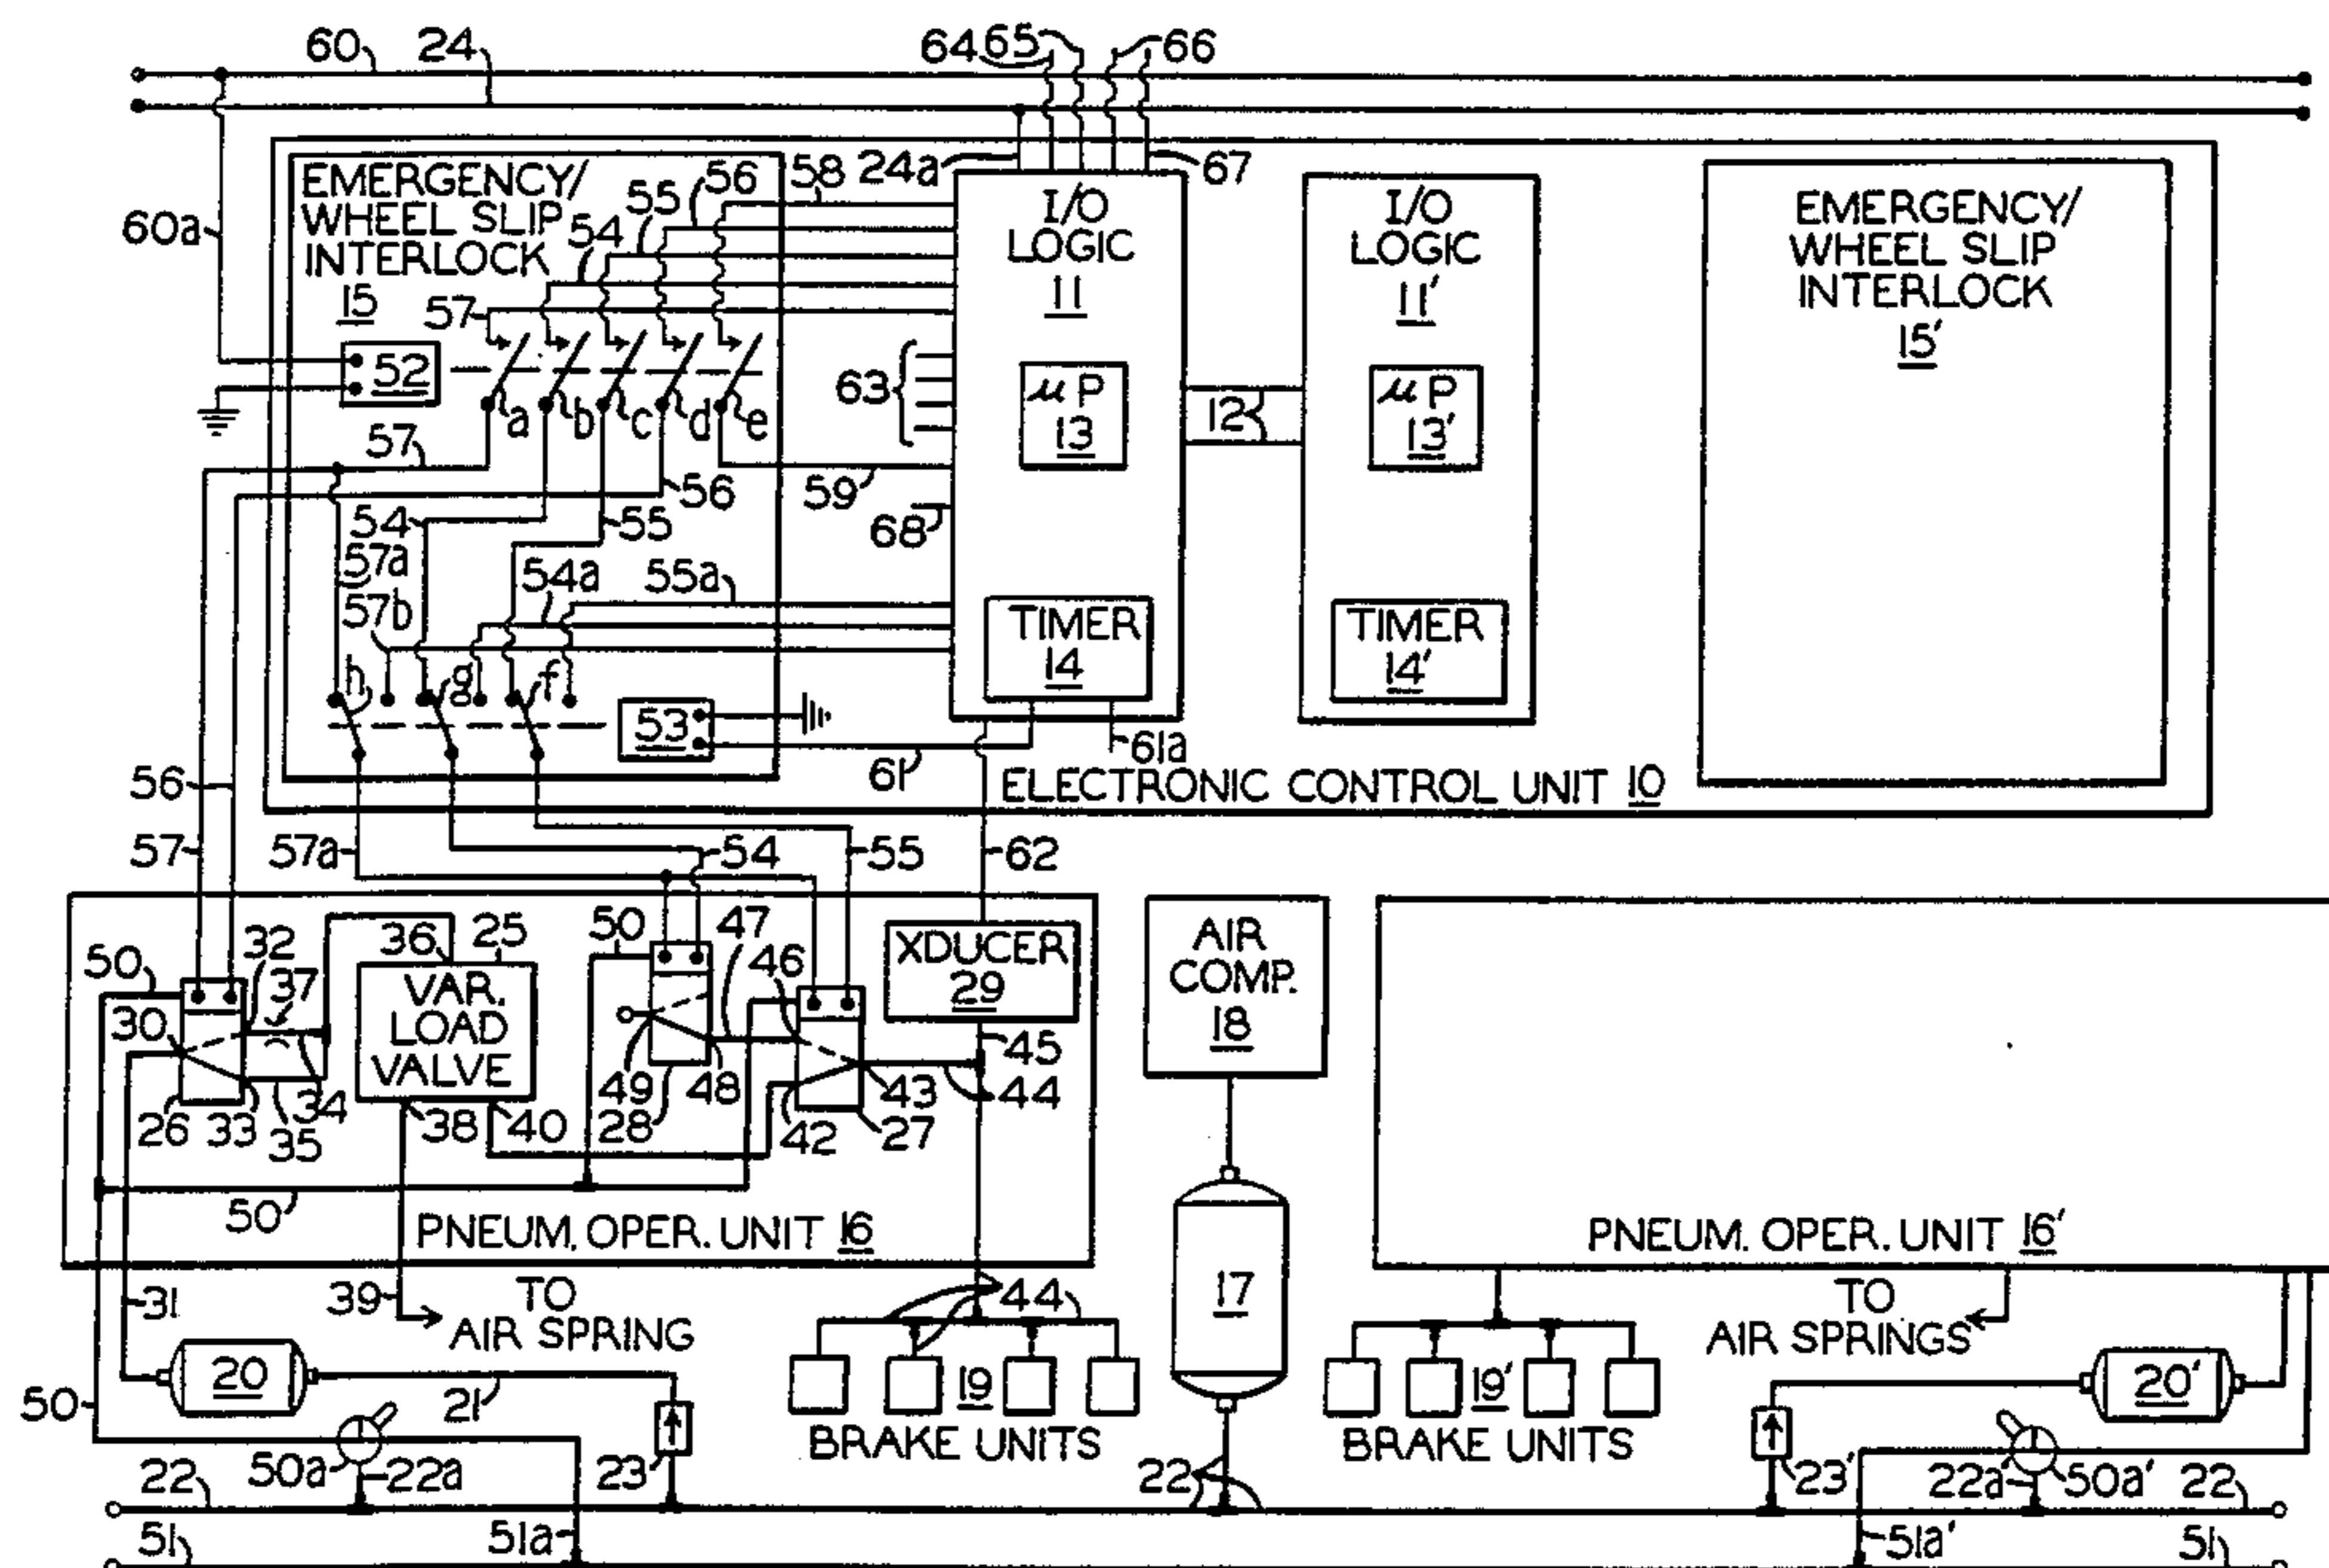 60 24 64 65 66
EMERGENCY/
WHEEL SLIP
INTERLOCK
15
60a
54 55 56 58 24a 67
57
I/O
LOGIC
11
I/O
LOGIC
11′
EMERGENCY/
WHEEL SLIP
INTERLOCK
15′
52
a b c d e
63
μP
13
12
μP
13′
57
56
59
54
55
68
57a
54a 55a
57b
TIMER
14
TIMER
14′
h g f
53
61
61a
ELECTRONIC CONTROL UNIT 10
56
57 57a 54 55 62
50 32 37 36 25 50 47 46
30
VAR.
LOAD
VALVE
XDUCER
29
AIR
COMP.
18
45
26 33 35 34 38 40 28 49 48 42 27 43 44
50
PNEUM. OPER. UNIT 16
PNEUM. OPER. UNIT 16′
31
39
TO
AIR SPRING
44
17
TO
AIR SPRINGS
20
21
19
BRAKE UNITS
19′
BRAKE UNITS
20′
50
50a 22a 23
22
23′ 22a′ 50a′
22 22
51 51a 51a′ 51